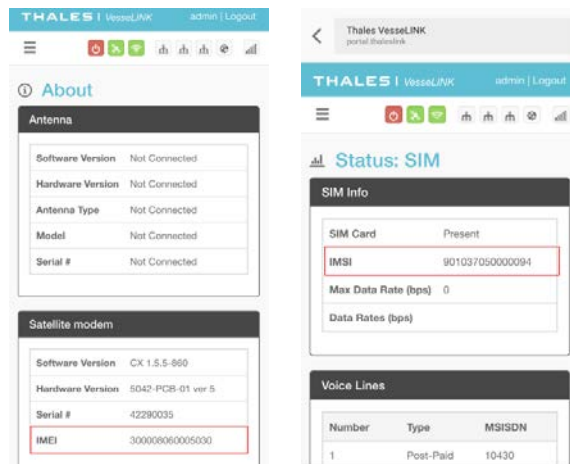 THALES | VesseLINK admin | Logout
About
Antenna
Software Version Not Connected
Hardware Version Not Connected
Antenna Type Not Connected
Model Not Connected
Serial # Not Connected
Satellite modem
Software Version CX 1.5.5-860
Hardware Version 5042-PCB-01 ver 5
Serial # 42290035
IMEI 300008060005030
Thales VesseLINK
portal.thaleslink
THALES | VesseLINK admin | Logout
Status: SIM
SIM Info
SIM Card Present
IMSI 901037050000094
Max Data Rate (bps) 0
Data Rates (bps)
Voice Lines
Number Type MSISDN
1 Post-Paid 10430